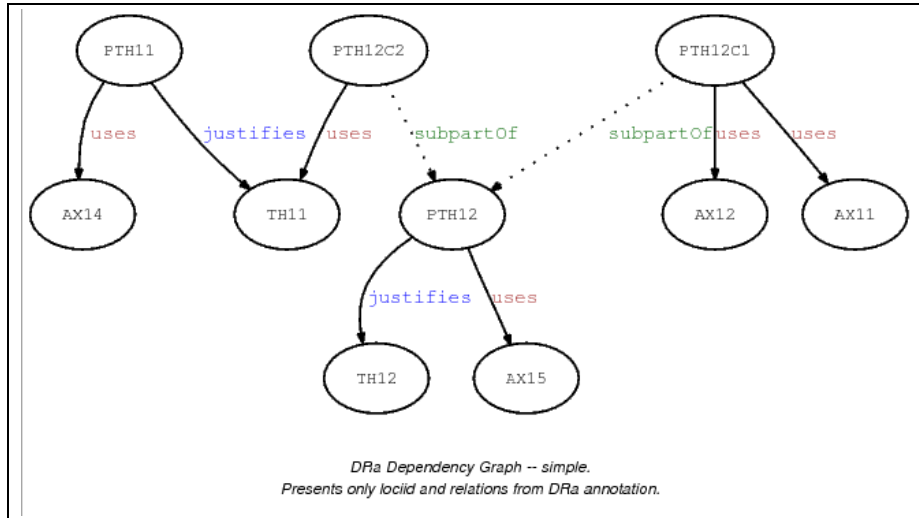 PTH11 PTH12C2 PTH12C1
uses justifies uses subpartOf subpartOf uses uses
AX14 TH11 PTH12 AX12 AX11
justifies uses
TH12 AX15
DRa Dependency Graph -- simple.
Presents only lociid and relations from DRa annotation.